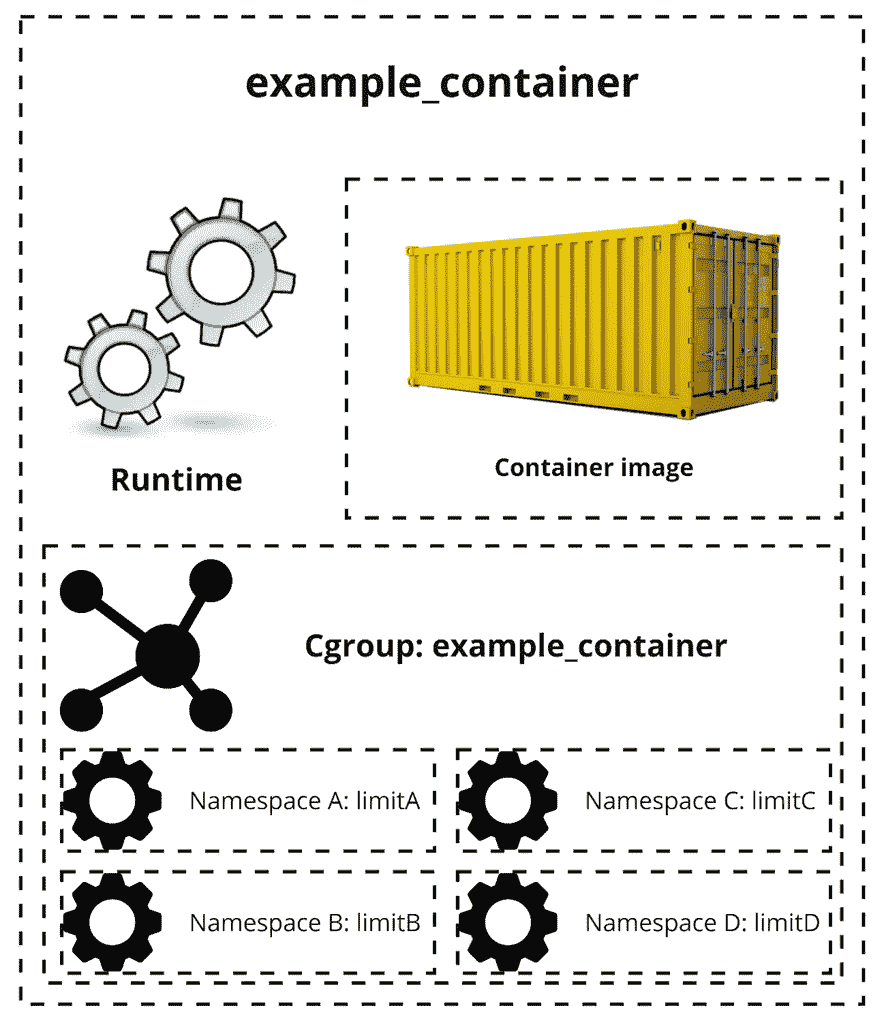 example_container
Runtime
Container image
Cgroup: example_container
Namespace A: limitA
Namespace C: limitC
Namespace B: limitB
Namespace D: limitD